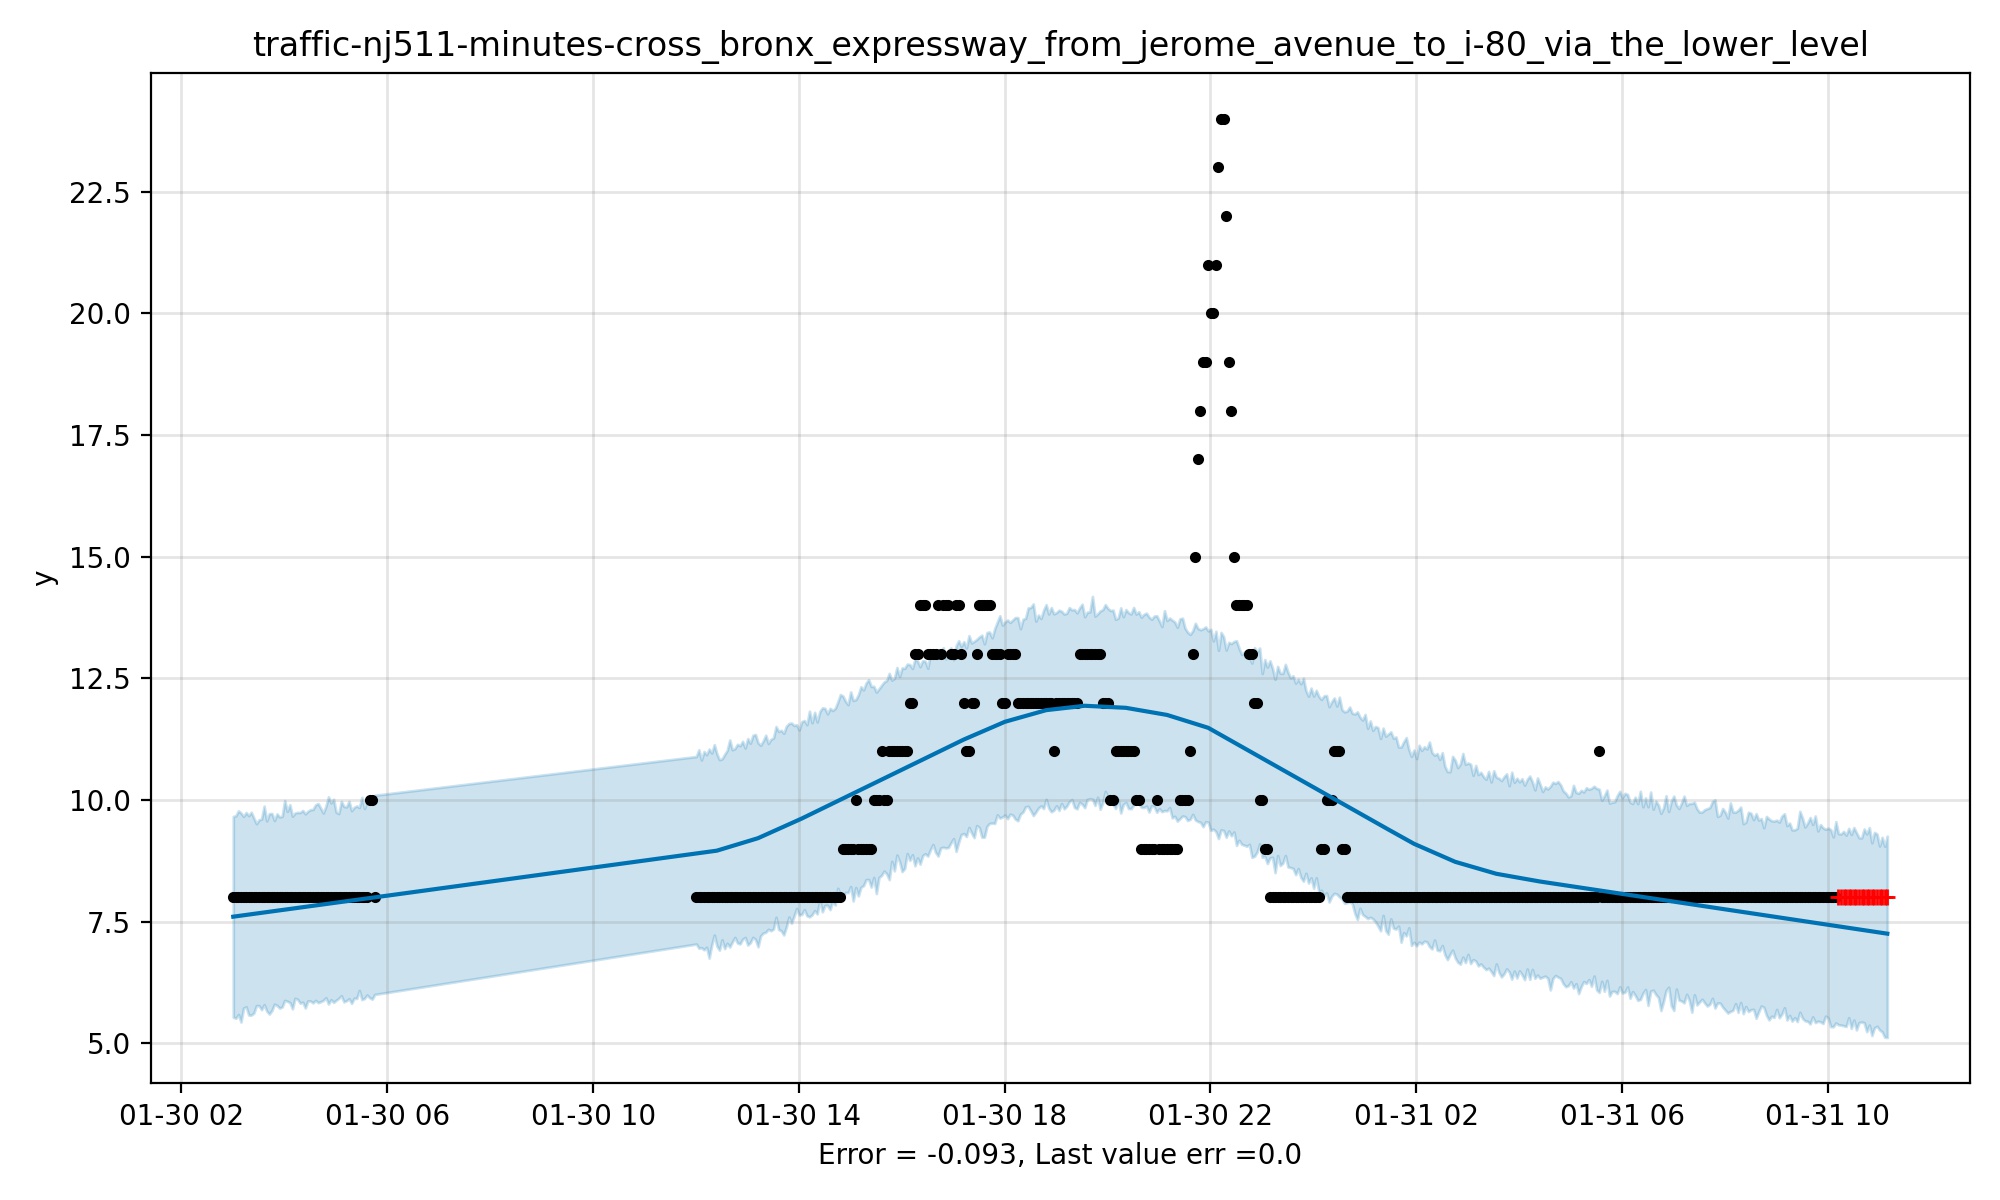 traffic-nj511-minutes-cross_bronx_expressway_from_jerome_avenue_to_i-80_via_the_lower_level
y
22.5
20.0
17.5
15.0
12.5
10.0
7.5
5.0
01-30 02 01-30 06 01-30 10 01-30 14 01-30 18 01-30 22 01-31 02 01-31 06 01-31 10
Error = -0.093, Last value err =0.0